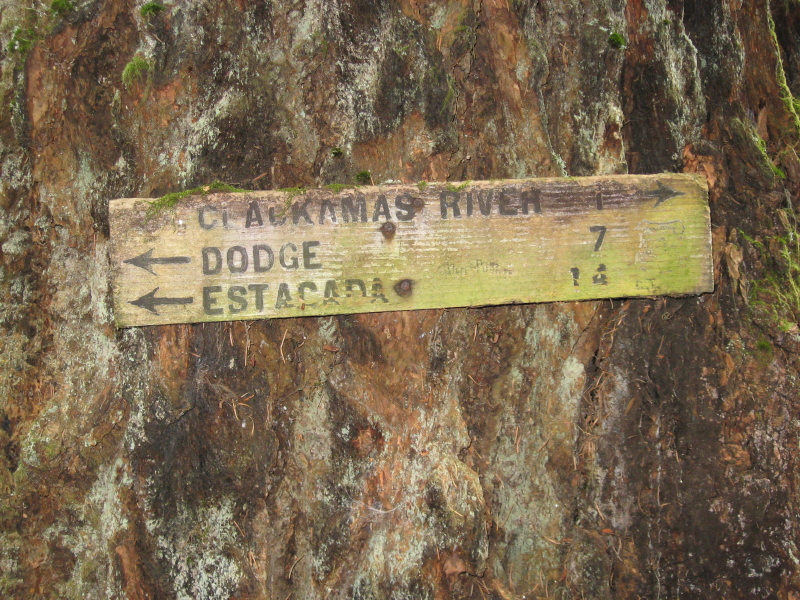 CLACKAMAS RIVER 1
DODGE 7
ESTACADA 14